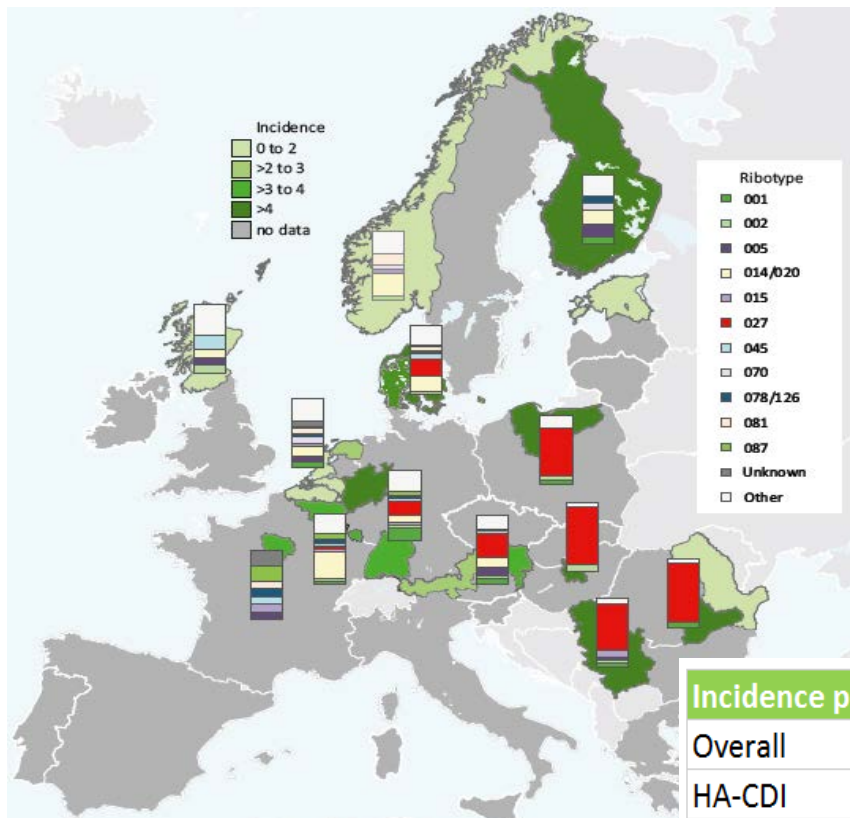 Incidence
0 to 2
>2 to 3
>3 to 4
>4
no data
Ribotype
001
002
005
014/020
015
027
045
070
078/126
081
087
Unknown
Other
Incidence p
Overall
HA-CDI